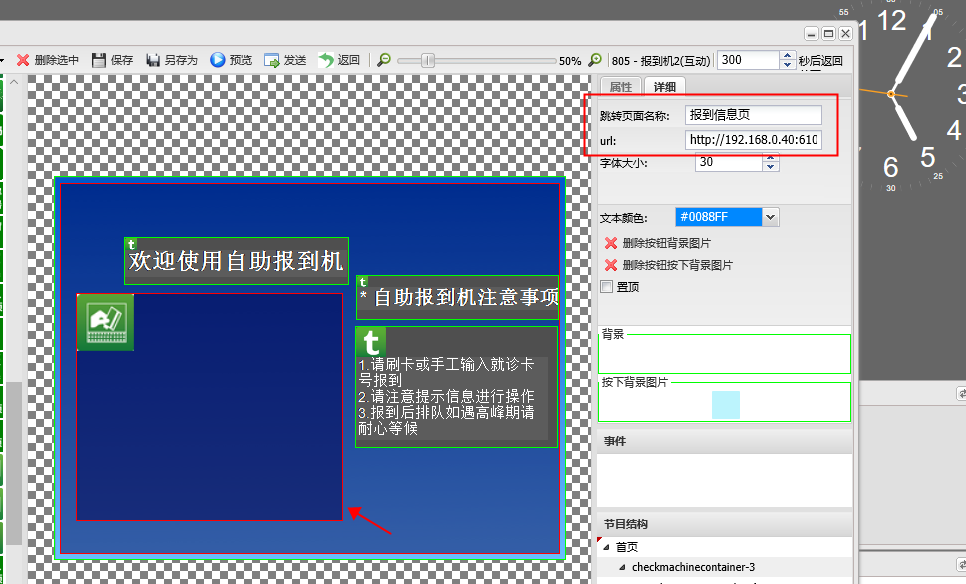 删除选中 保存 另存为 预览 发送 返回 50% 805 - 报到机2(互动) 300 秒后返回
属性 详细
跳转页面名称: 报到信息页
url: http://192.168.0.40:610
字体大小: 30
文本颜色: #0088FF
删除按钮背景图片
删除按钮按下背景图片
置顶
背景
按下背景图片
事件
节目结构
首页
checkmachinecontainer-3
t
欢迎使用自助报到机
t
* 自助报到机注意事项
t
1.请刷卡或手工输入就诊卡
号报到
2.请注意提示信息进行操作
3.报到后排队如遇高峰期请
耐心等候
55
05
12
1
2
3
4
5
25
6
30